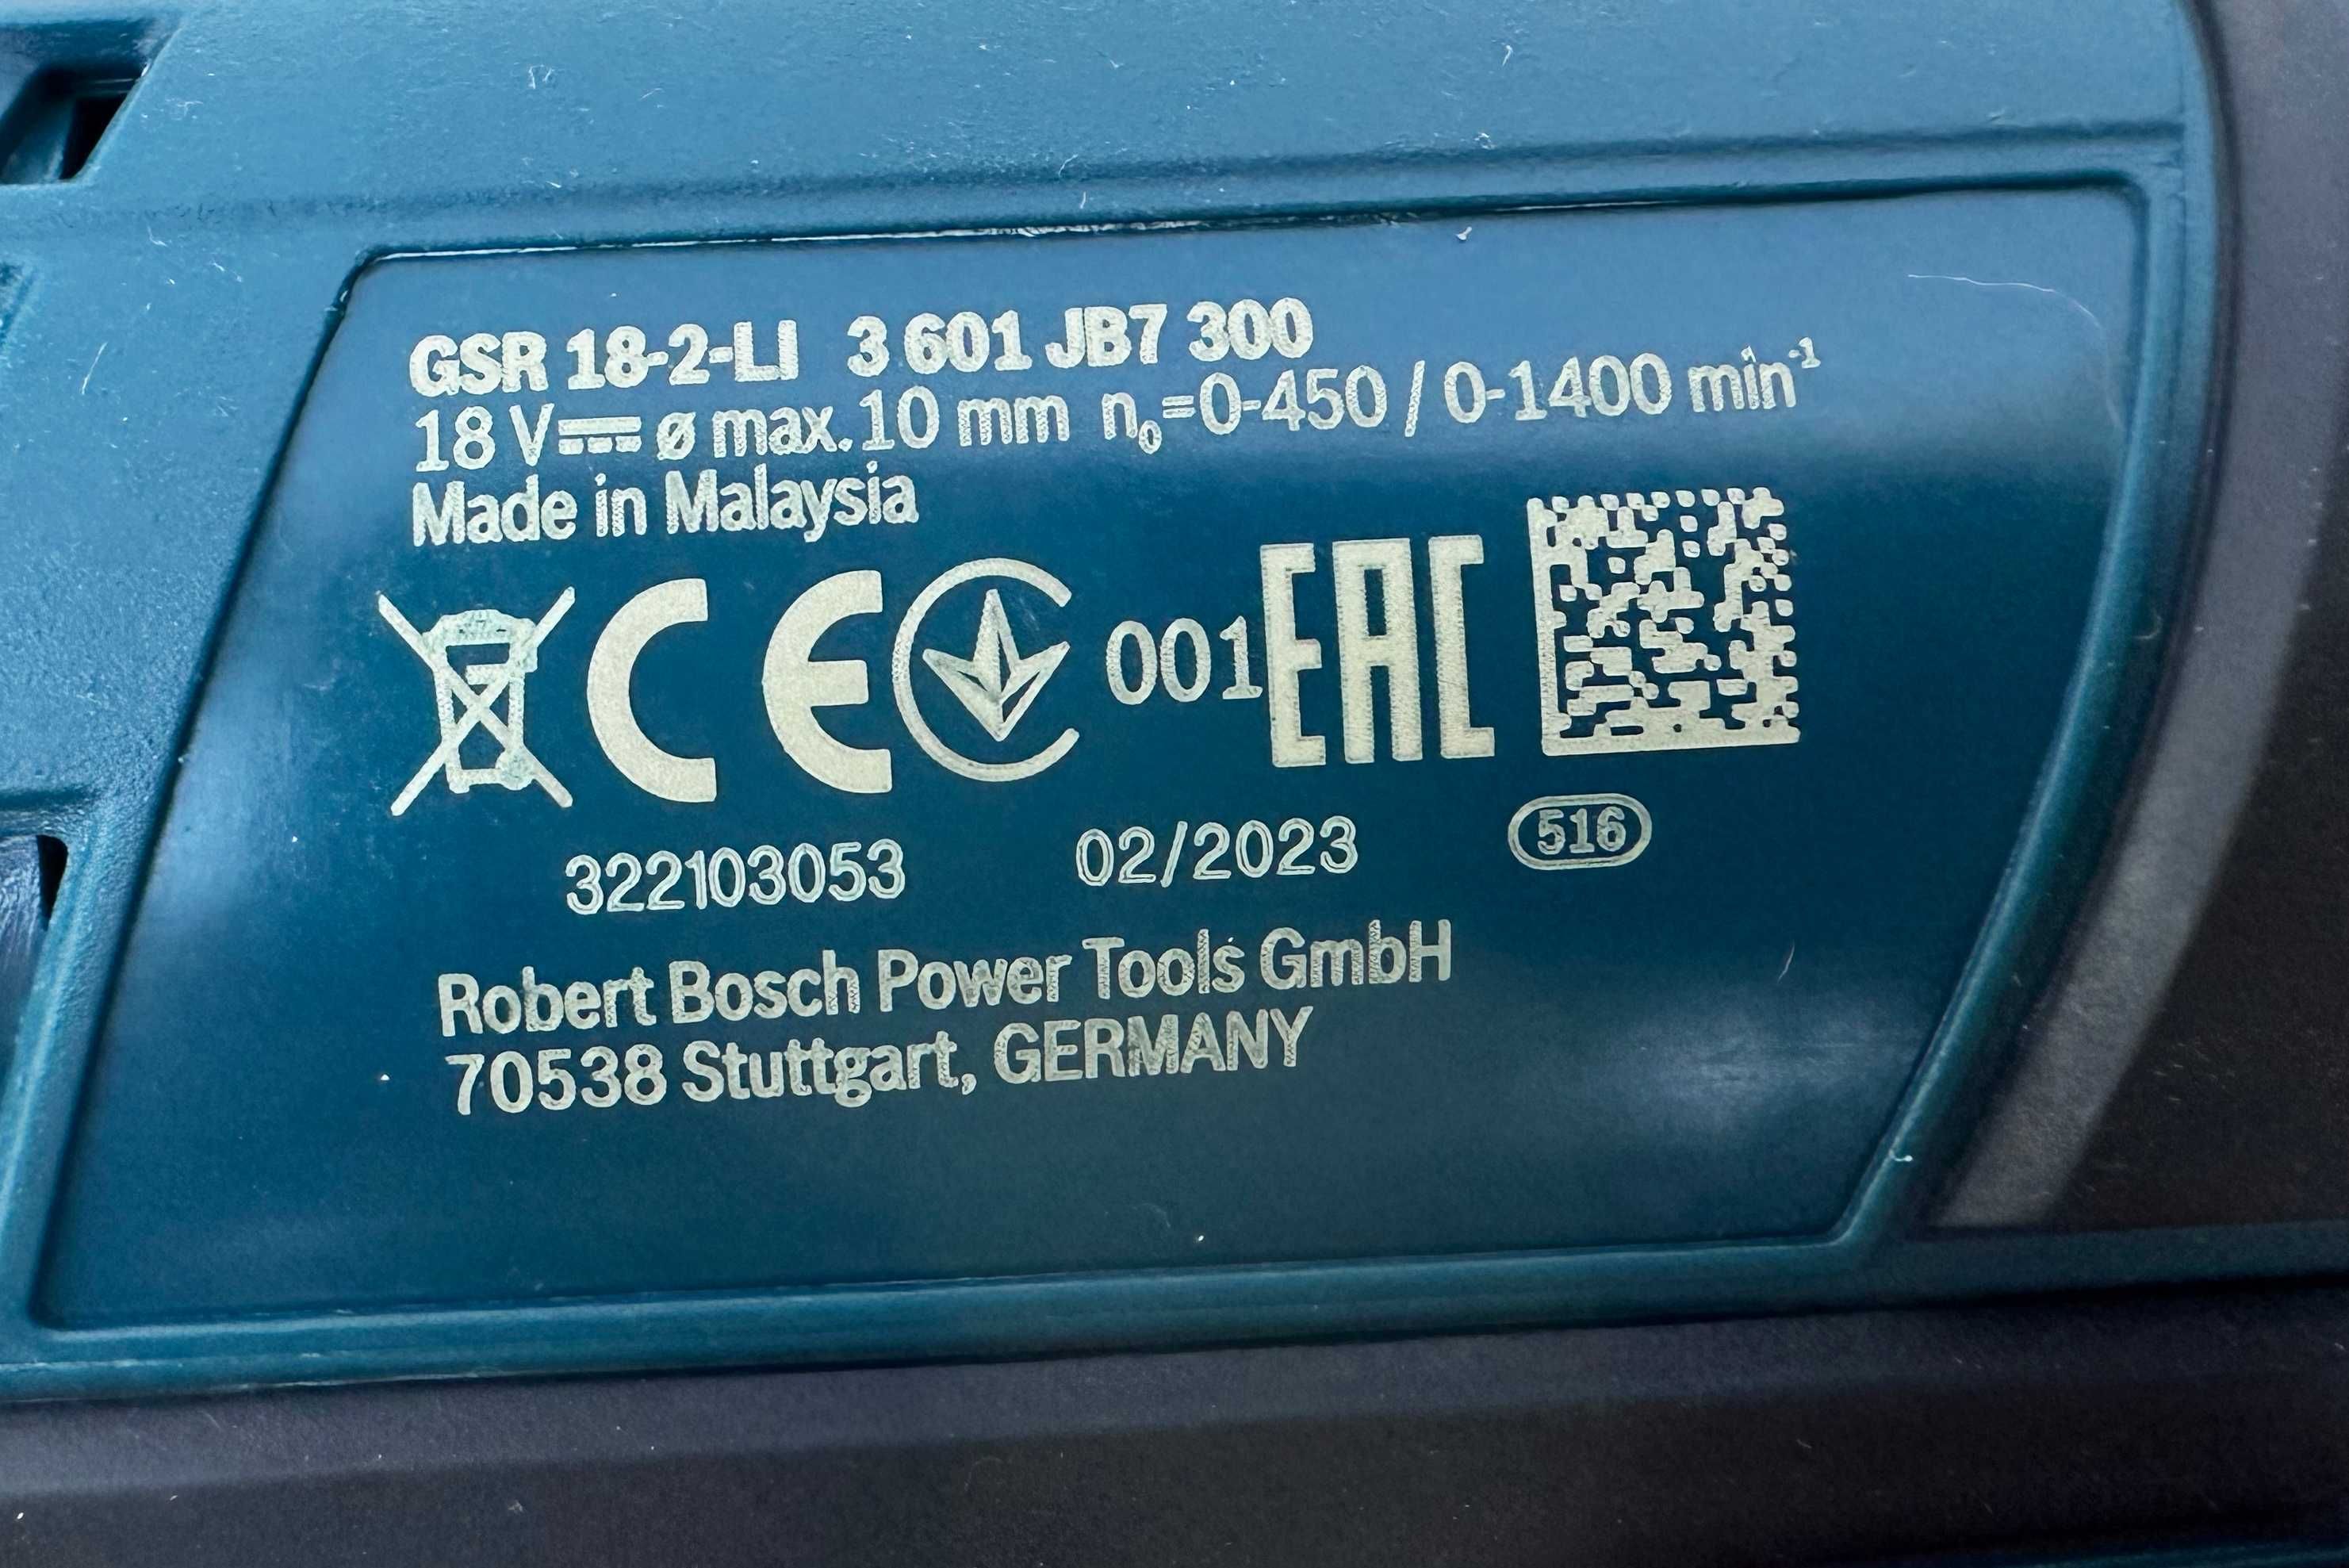 GSR 18-2-LI 3 601 JB7 300
18 V⎓ ø max. 10 mm n₀=0-450 / 0-1400 min⁻¹
Made in Malaysia
CE 001 EAC
322103053 02/2023 516
Robert Bosch Power Tools GmbH
70538 Stuttgart, GERMANY